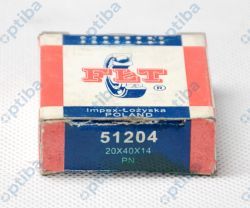 FŁT
®
Impex-Łożyska
POLAND
51204
20X40X14
PN
optiba